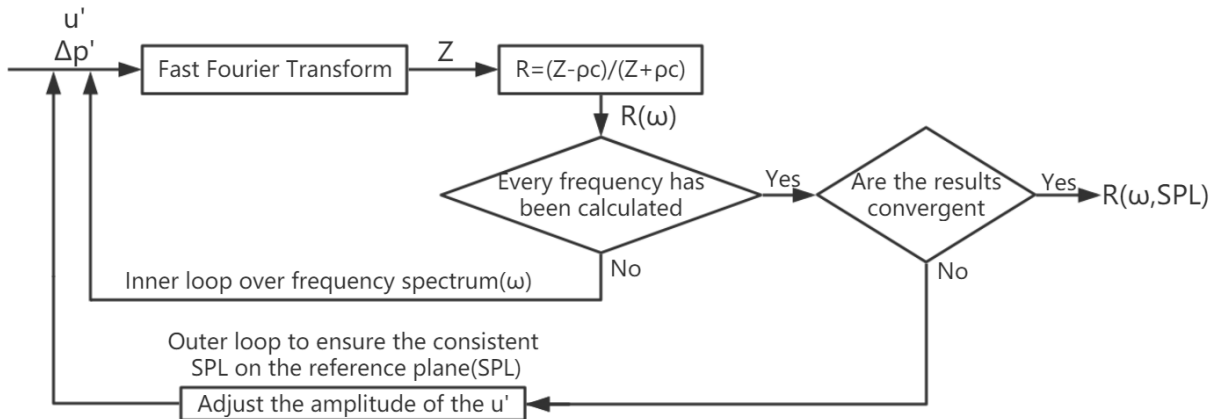 u'
Δp'
Fast Fourier Transform
Z
R=(Z-ρc)/(Z+ρc)
R(ω)
Every frequency has
been calculated
Yes
Are the results
convergent
Yes
R(ω,SPL)
No
No
Inner loop over frequency spectrum(ω)
Outer loop to ensure the consistent
SPL on the reference plane(SPL)
Adjust the amplitude of the u'